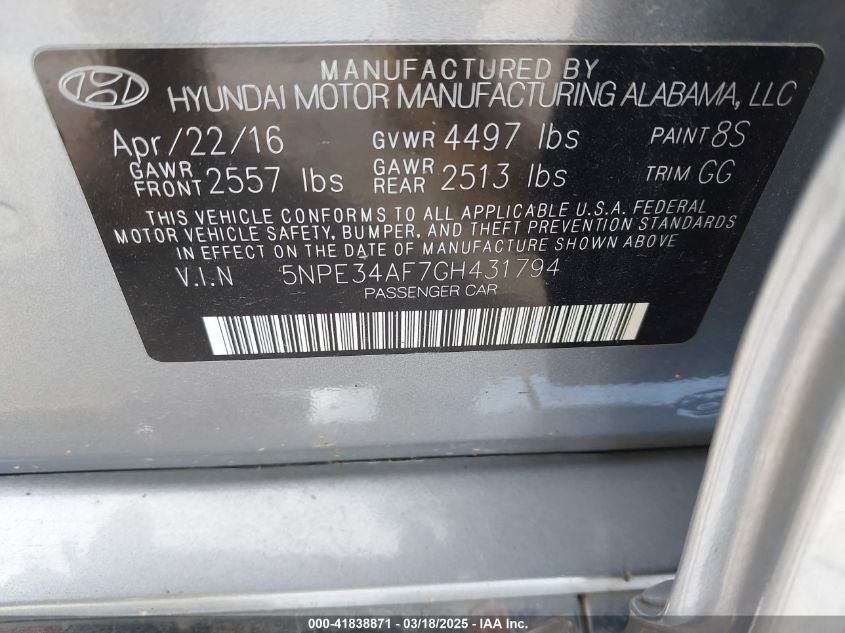 MANUFACTURED BY
HYUNDAI MOTOR MANUFACTURING ALABAMA, LLC
Apr/22/16 GVWR 4497 lbs PAINT 8S
GAWR FRONT 2557 lbs GAWR REAR 2513 lbs TRIM GG
THIS VEHICLE CONFORMS TO ALL APPLICABLE U.S.A. FEDERAL
MOTOR VEHICLE SAFETY, BUMPER, AND THEFT PREVENTION STANDARDS
IN EFFECT ON THE DATE OF MANUFACTURE SHOWN ABOVE
V.I.N 5NPE34AF7GH431794
PASSENGER CAR
000-41838871 - 03/18/2025 - © IAA Inc.